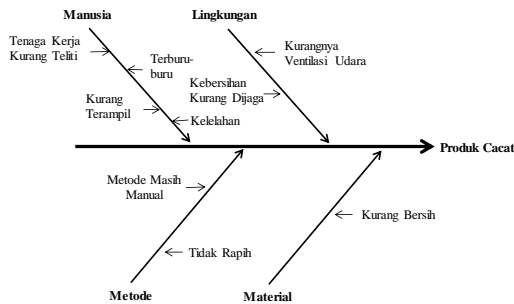 Manusia
Lingkungan
Tenaga Kerja
Kurang Teliti
Terburu-
buru
Kurang
Terampil
Kelelahan
Kurangnya
Ventilasi Udara
Kebersihan
Kurang Dijaga
Produk Cacat
Metode Masih
Manual
Tidak Rapih
Kurang Bersih
Metode
Material